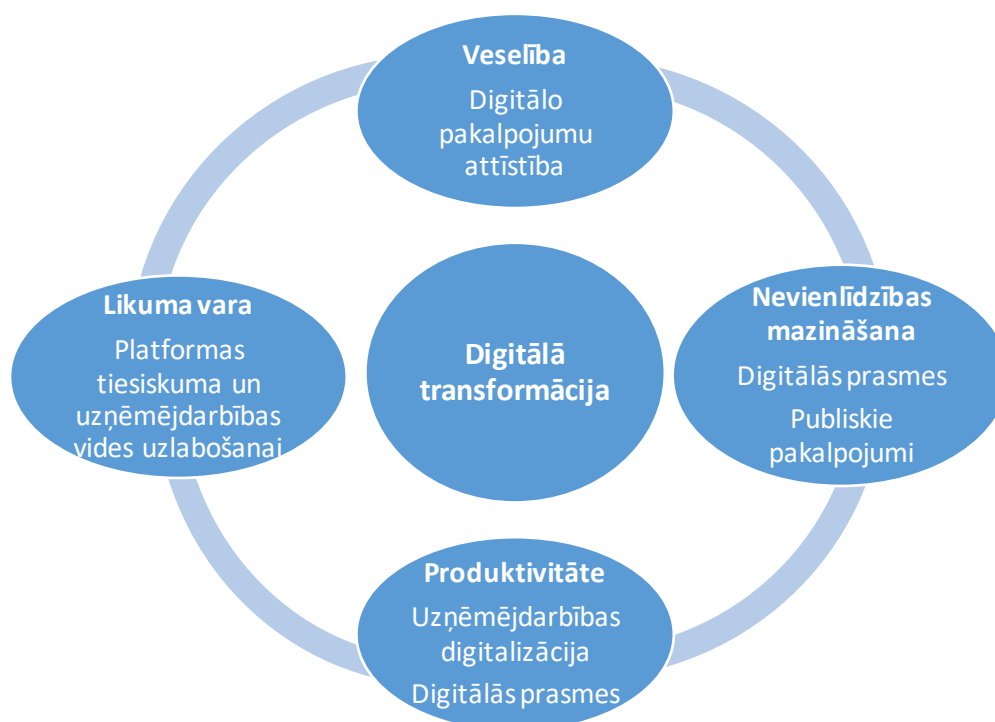 Veselība
Digitālo
pakalpojumu
attīstība
Likuma vara
Platformas
tiesiskuma un
uzņēmējdarbības
vides uzlabošanai
Digitālā
transformācija
Nevienlīdzības
mazināšana
Digitālās prasmes
Publiskie
pakalpojumi
Produktivitāte
Uzņēmējdarbības
digitalizācija
Digitālās prasmes